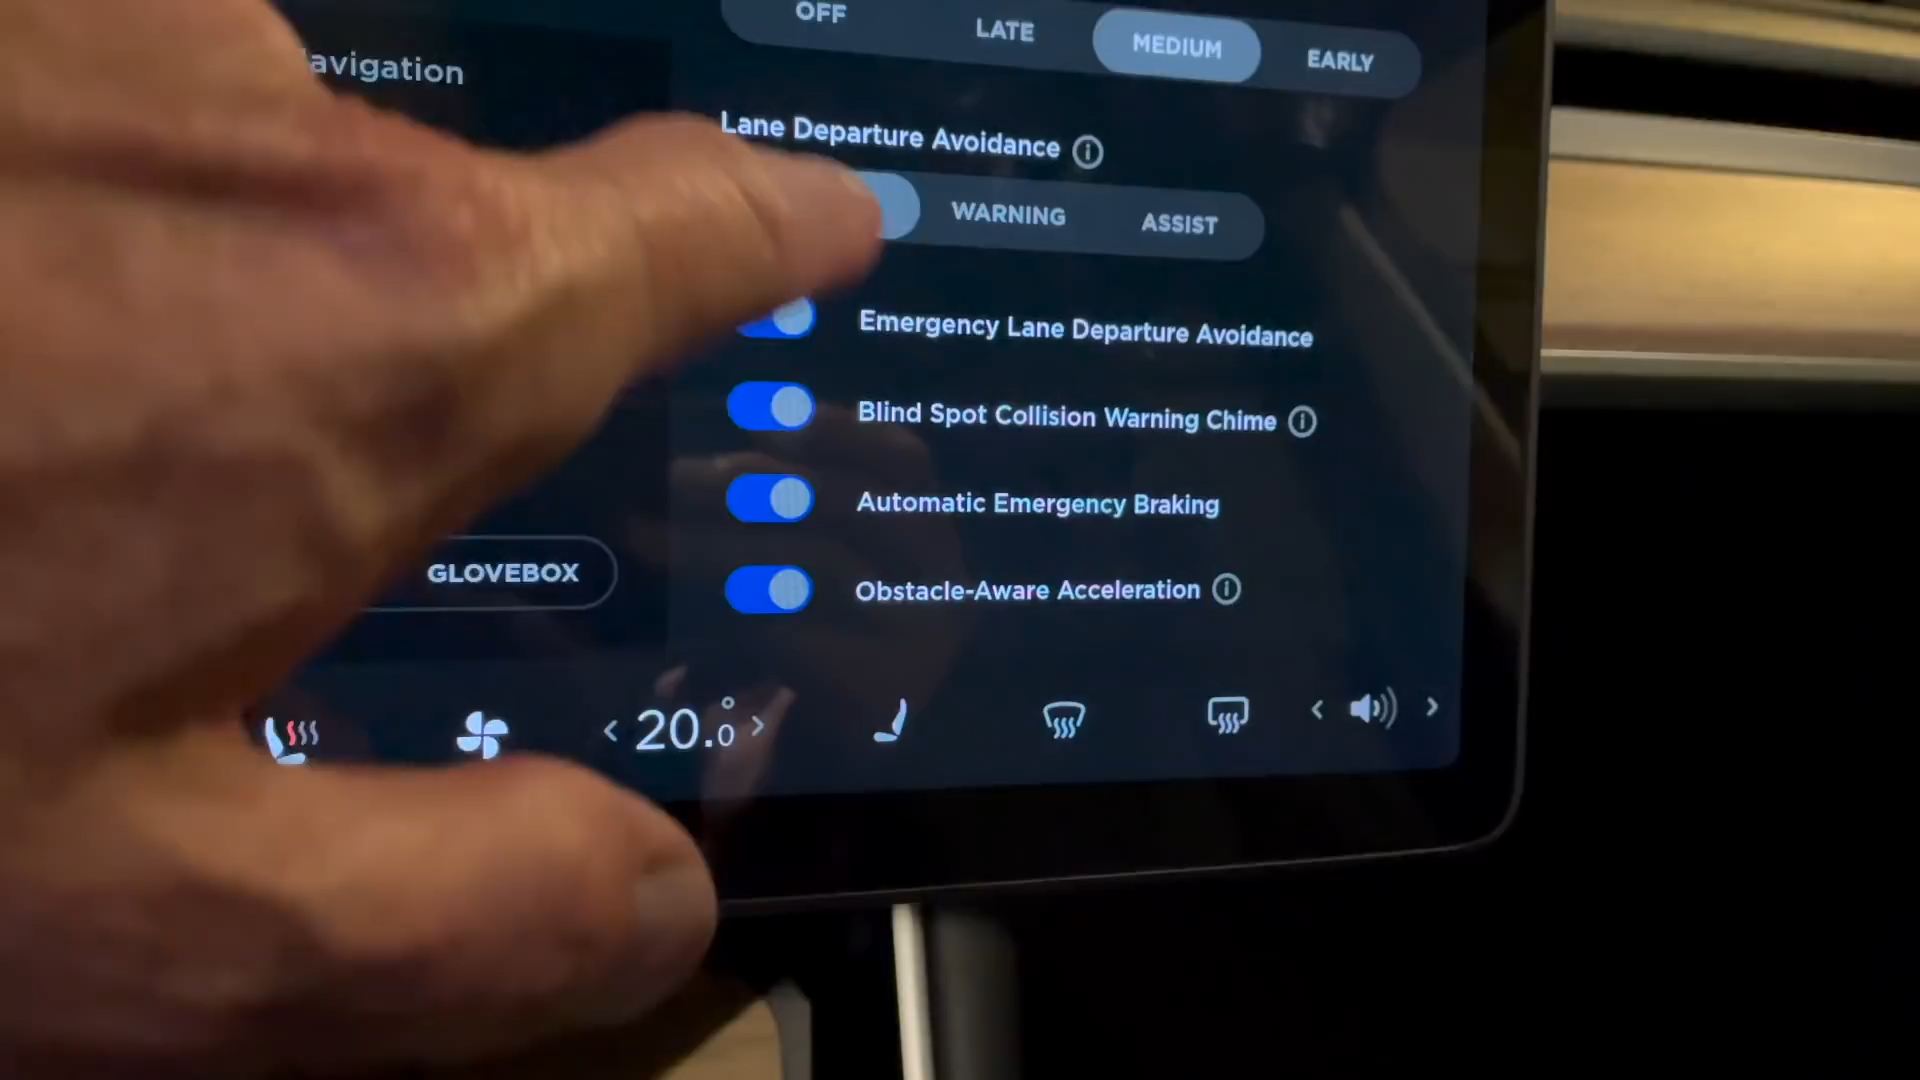 OFF
LATE
MEDIUM
EARLY
avigation
Lane Departure Avoidance
WARNING
ASSIST
Emergency Lane Departure Avoidance
Blind Spot Collision Warning Chime
Automatic Emergency Braking
GLOVEBOX
Obstacle-Aware Acceleration
20.0°